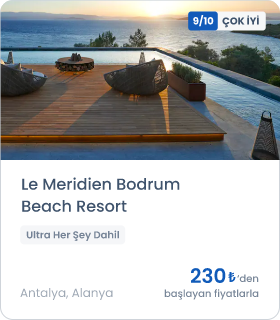 9/10 ÇOK İYİ
Le Meridien Bodrum
Beach Resort
Ultra Her Şey Dahil
Antalya, Alanya
230₺'den
başlayan fiyatlarla